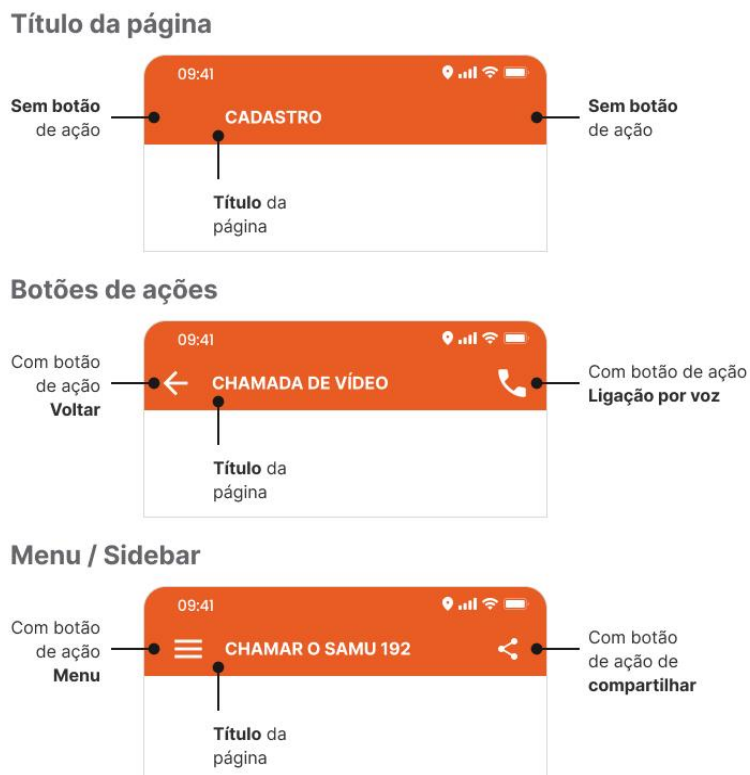 Título da página
09:41
Sem botão
de ação
CADASTRO
Sem botão
de ação
Título da
página
Botões de ações
09:41
Com botão
de ação
Voltar
CHAMADA DE VÍDEO
Com botão de ação
Ligação por voz
Título da
página
Menu / Sidebar
09:41
Com botão
de ação
Menu
CHAMAR O SAMU 192
Com botão
de ação de
compartilhar
Título da
página